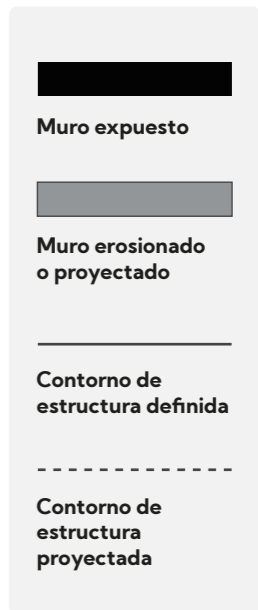 Muro expuesto
Muro erosionado
o proyectado
Contorno de
estructura definida
Contorno de
estructura
proyectada